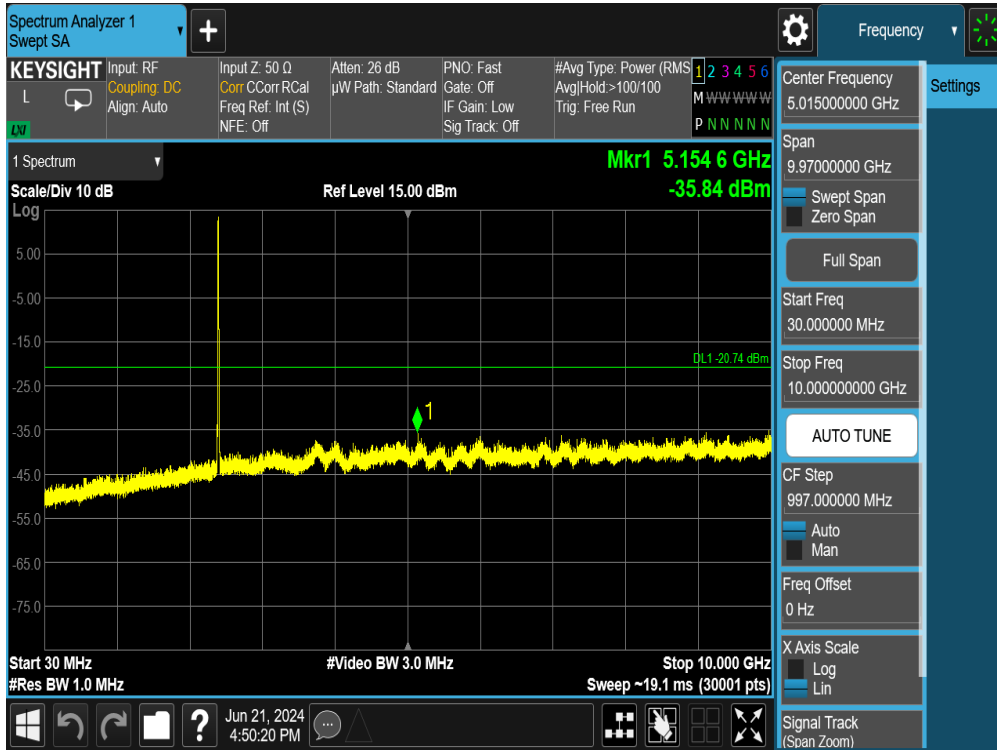 Spectrum Analyzer 1
Swept SA
+
Frequency
KEYSIGHT
L
LXI
Input: RF
Coupling: DC
Align: Auto
Input Z: 50 Ω
Corr CCorr RCal
Freq Ref: Int (S)
NFE: Off
Atten: 26 dB
µW Path: Standard
PNO: Fast
Gate: Off
IF Gain: Low
Sig Track: Off
#Avg Type: Power (RMS
Avg|Hold:>100/100
Trig: Free Run
1 2 3 4 5 6
M W W W W W
P N N N N N
1 Spectrum
Mkr1 5.154 6 GHz
Scale/Div 10 dB
Ref Level 15.00 dBm
-35.84 dBm
Log
5.00
-5.00
-15.0
DL1 -20.74 dBm
-25.0
1
-35.0
-45.0
-55.0
-65.0
-75.0
Start 30 MHz
#Video BW 3.0 MHz
Stop 10.000 GHz
#Res BW 1.0 MHz
Sweep ~19.1 ms (30001 pts)
Center Frequency
5.015000000 GHz
Settings
Span
9.97000000 GHz
Swept Span
Zero Span
Full Span
Start Freq
30.000000 MHz
Stop Freq
10.000000000 GHz
AUTO TUNE
CF Step
997.000000 MHz
Auto
Man
Freq Offset
0 Hz
X Axis Scale
Log
Lin
Signal Track
(Span Zoom)
?
Jun 21, 2024
4:50:20 PM